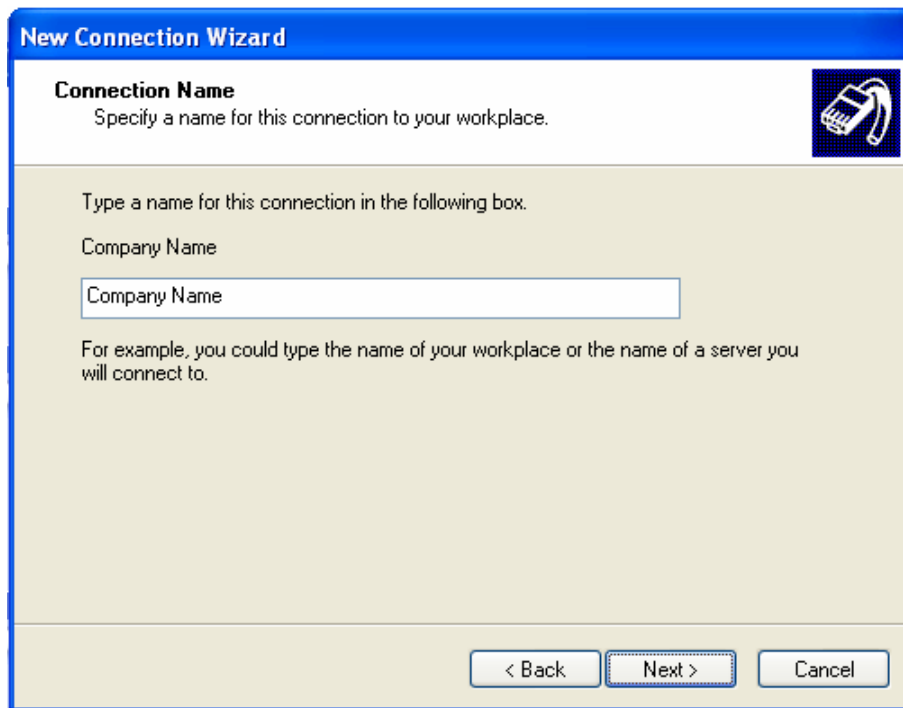 New Connection Wizard
Connection Name
Specify a name for this connection to your workplace.
Type a name for this connection in the following box.
Company Name
Company Name
For example, you could type the name of your workplace or the name of a server you
will connect to.
< Back
Next >
Cancel